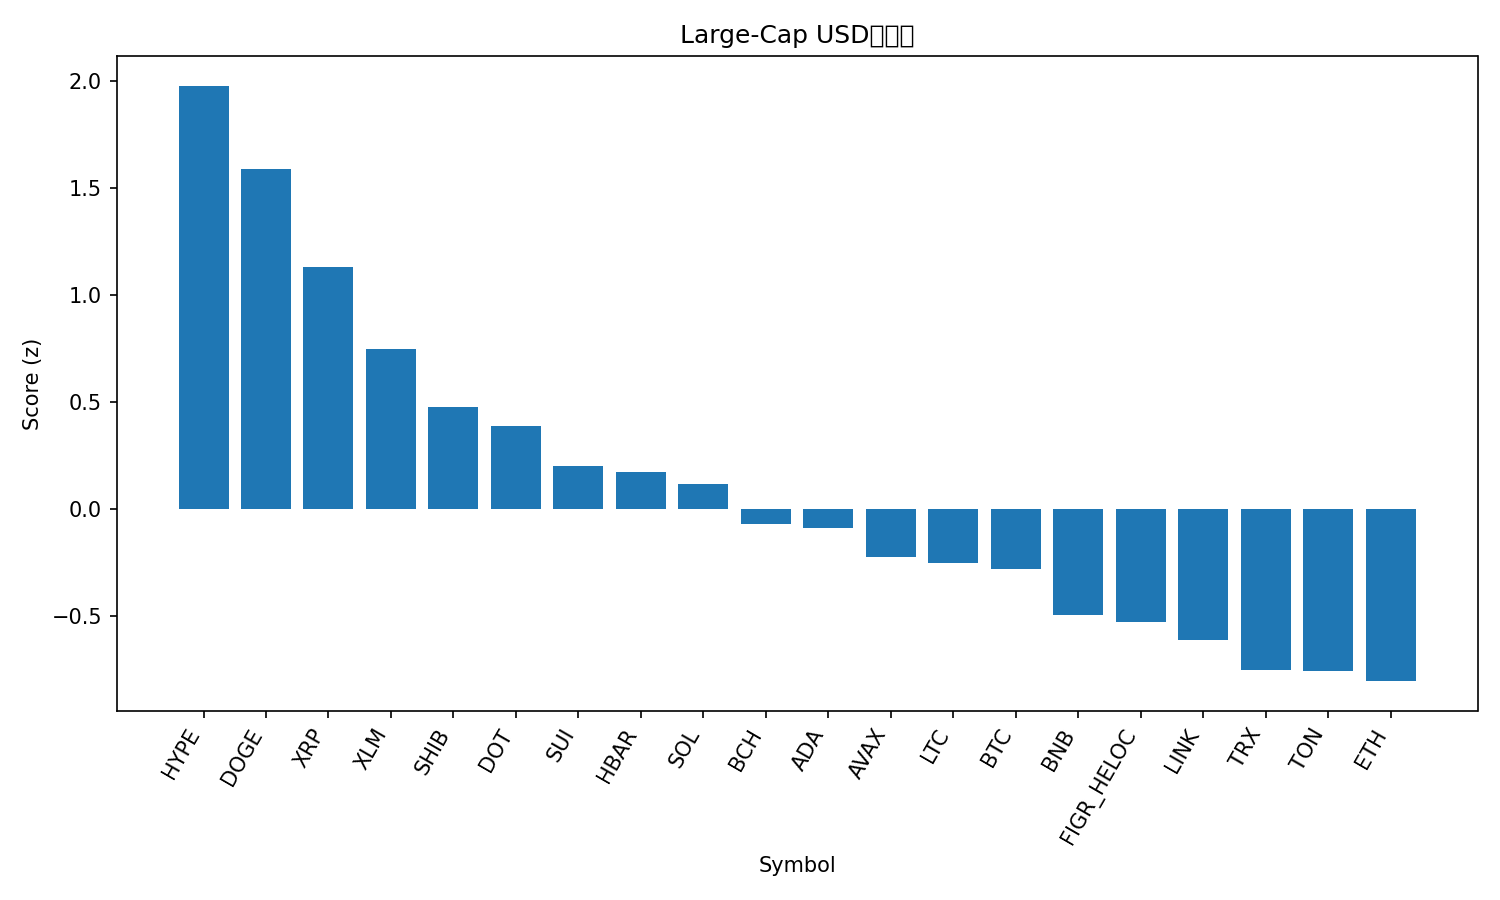 Large-Cap USD
2.0
1.5
1.0
0.5
0.0
−0.5
Score (z)
HYPE
DOGE
XRP
XLM
SHIB
DOT
SUI
HBAR
SOL
BCH
ADA
AVAX
LTC
BTC
BNB
FIGR_HELOC
LINK
TRX
TON
ETH
Symbol